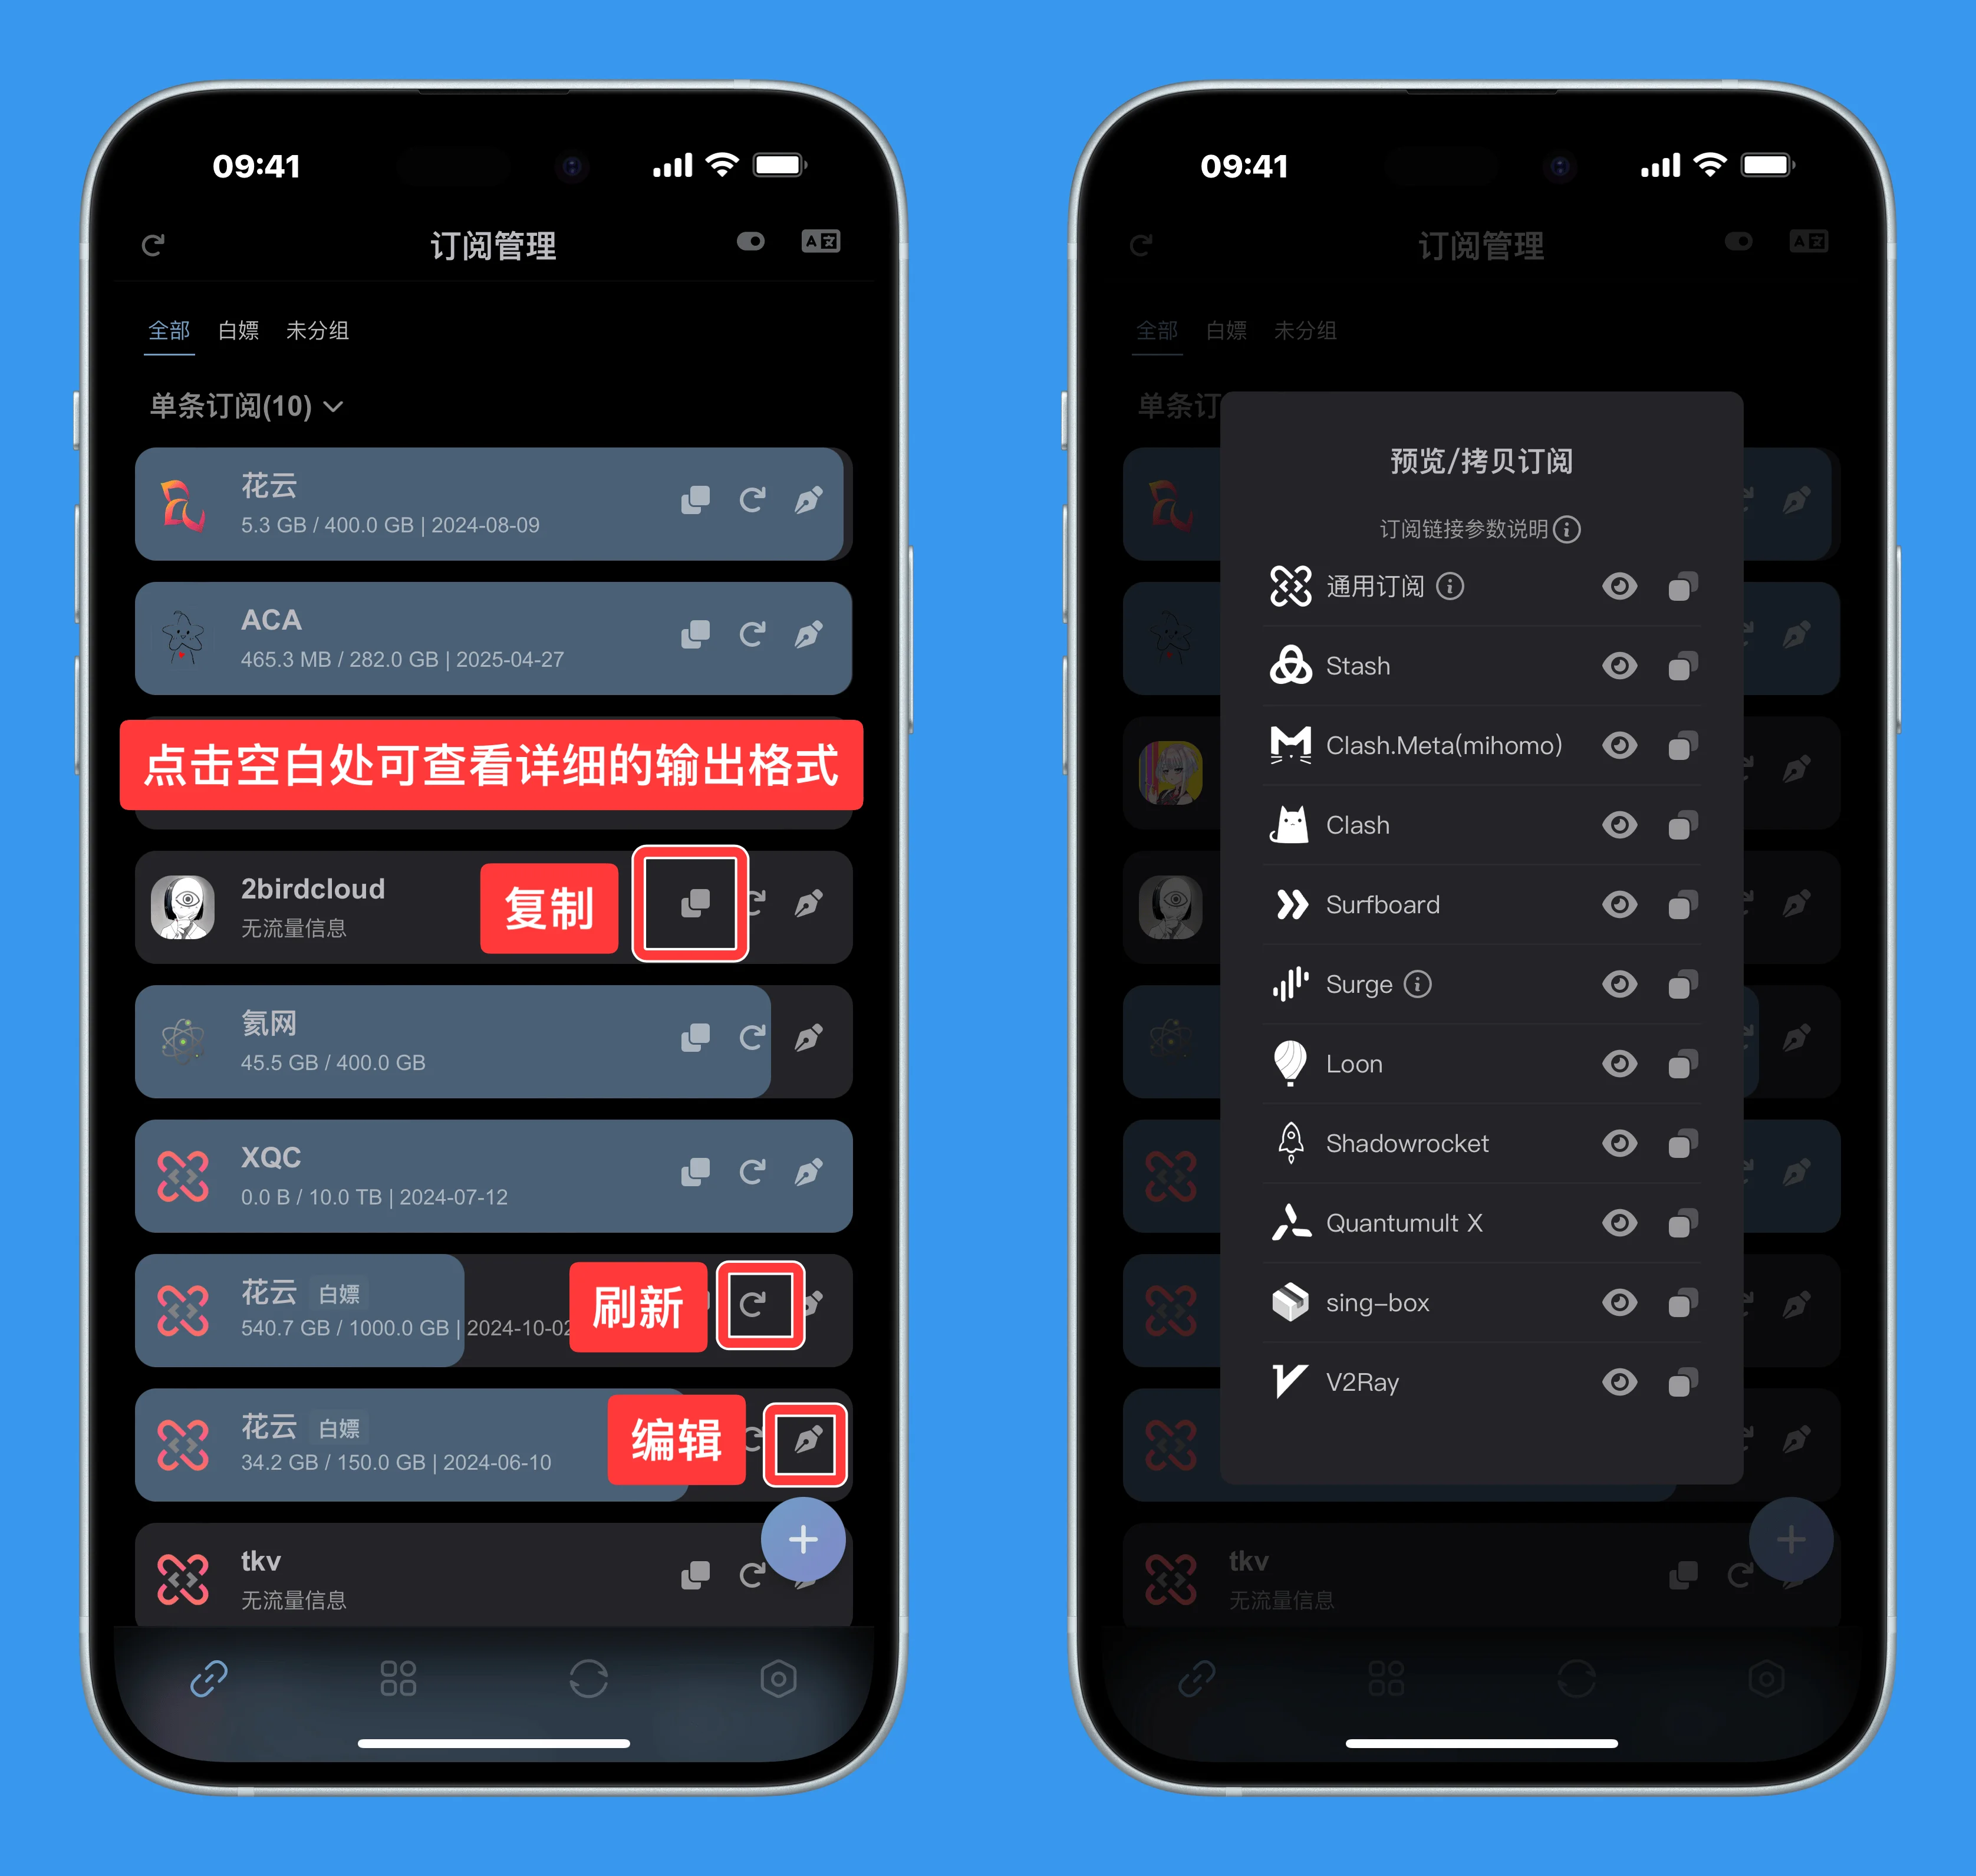 09:41
订阅管理
全部 白嫖 未分组
单条订阅(10)
花云
5.3 GB / 400.0 GB | 2024-08-09
ACA
465.3 MB / 282.0 GB | 2025-04-27
点击空白处可查看详细的输出格式
2birdcloud
无流量信息
复制
氦网
45.5 GB / 400.0 GB
XQC
0.0 B / 10.0 TB | 2024-07-12
花云 白嫖
540.7 GB / 1000.0 GB | 2024-10-02
刷新
花云 白嫖
34.2 GB / 150.0 GB | 2024-06-10
编辑
tkv
无流量信息
09:41
订阅管理
全部 白嫖 未分组
单条订
预览/拷贝订阅
订阅链接参数说明
通用订阅
Stash
Clash.Meta(mihomo)
Clash
Surfboard
Surge
Loon
Shadowrocket
Quantumult X
sing-box
V2Ray
tkv
无流量信息